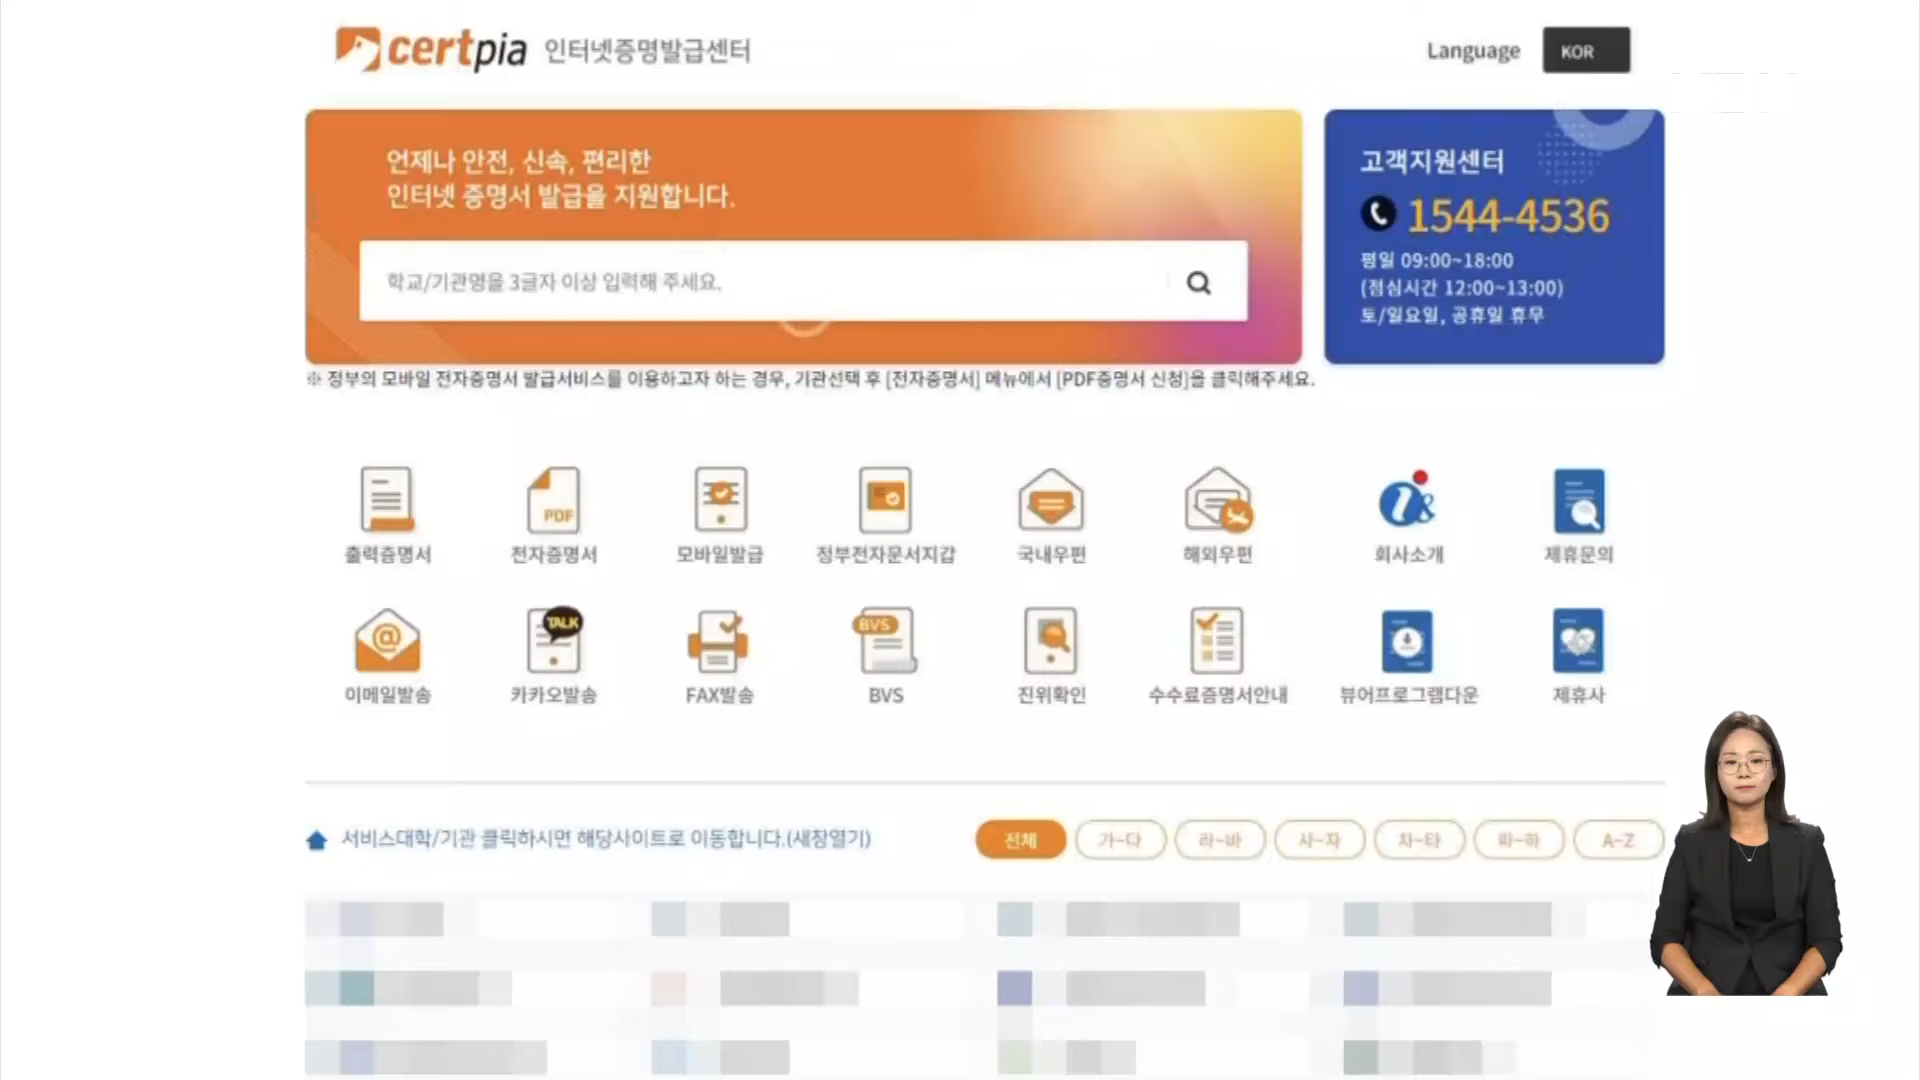 certpia 인터넷증명발급센터
Language KOR
언제나 안전, 신속, 편리한
인터넷 증명서 발급을 지원합니다.
학교/기관명을 3글자 이상 입력해 주세요.
고객지원센터
1544-4536
평일 09:00~18:00
(점심시간 12:00~13:00)
토/일요일, 공휴일 휴무
※ 정부의 모바일 전자증명서 발급서비스를 이용하고자 하는 경우, 기관선택 후 [전자증명서] 메뉴에서 [PDF증명서 신청]을 클릭해주세요.
PDF
출력증명서 전자증명서 모바일발급 정부전자문서지갑 국내우편 해외우편 회사소개 제휴문의
TALK BVS
이메일발송 카카오발송 FAX발송 BVS 진위확인 수수료증명서안내 뷰어프로그램다운 제휴사
서비스대학/기관 클릭하시면 해당사이트로 이동합니다.(새창열기)
전체 가~다 라~바 사~자 차~타 파~하 A~Z